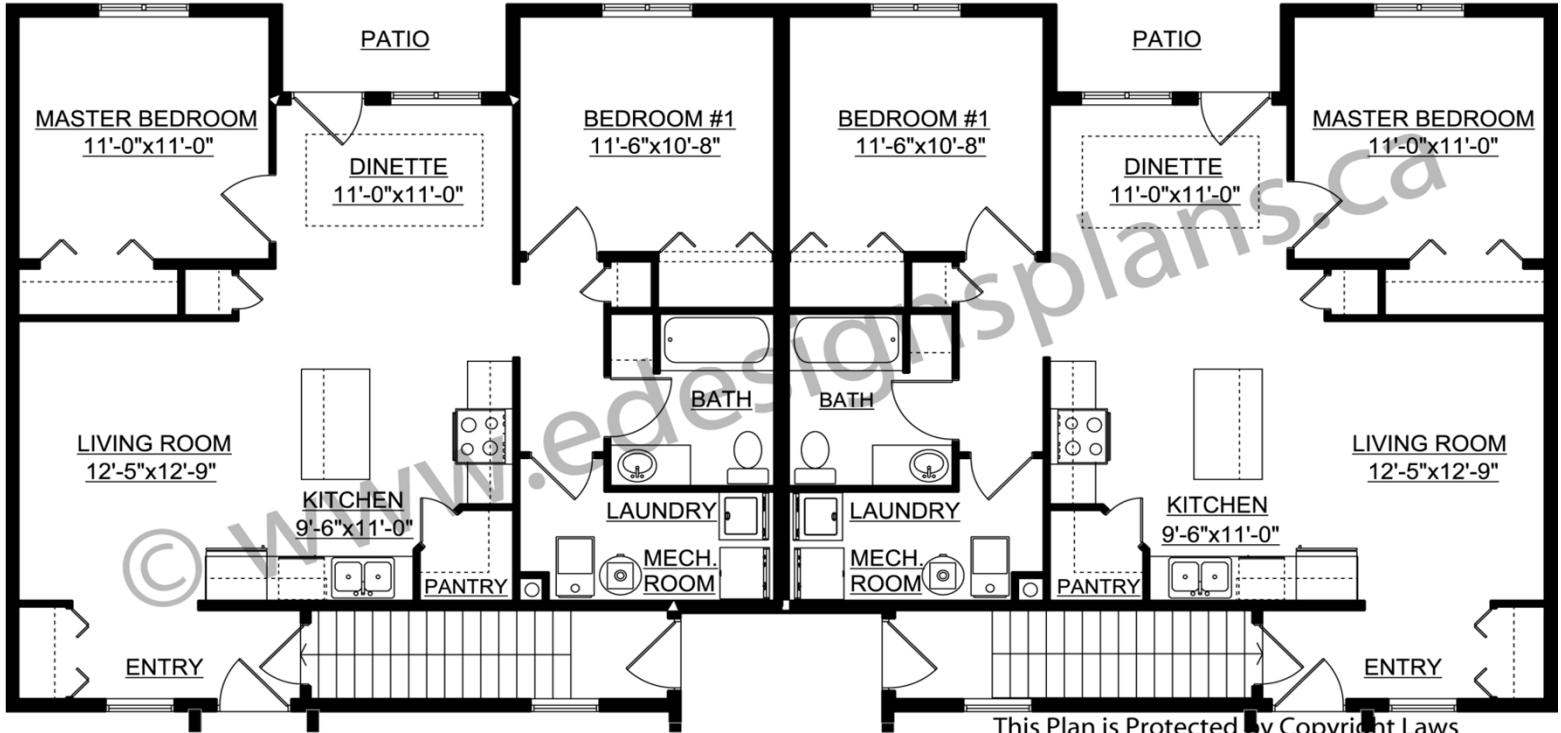 PATIO
MASTER BEDROOM
11'-0"x11'-0"
DINETTE
11'-0"x11'-0"
BEDROOM #1
11'-6"x10'-8"
BEDROOM #1
11'-6"x10'-8"
PATIO
DINETTE
11'-0"x11'-0"
MASTER BEDROOM
11'-0"x11'-0"
LIVING ROOM
12'-5"x12'-9"
KITCHEN
9'-6"x11'-0"
PANTRY
BATH
LAUNDRY
MECH.
ROOM
BATH
LAUNDRY
MECH.
ROOM
KITCHEN
9'-6"x11'-0"
PANTRY
LIVING ROOM
12'-5"x12'-9"
ENTRY
ENTRY
© www.edesignsplans.ca
This Plan is Protected by Copyright Laws